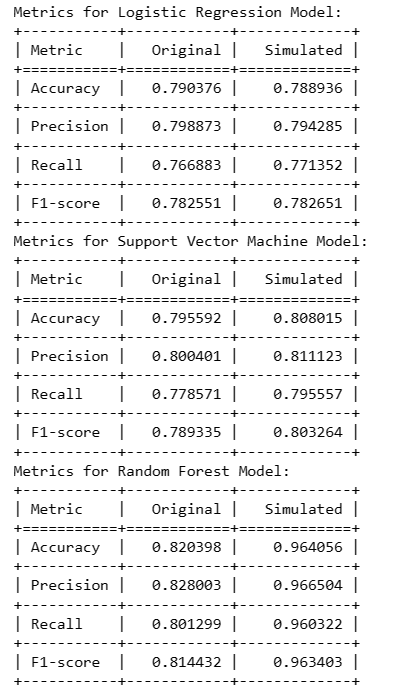 Metrics for Logistic Regression Model:
+-----------+------------+-------------+
| Metric    |   Original |   Simulated |
+===========+============+=============+
| Accuracy  |   0.790376 |    0.788936 |
+-----------+------------+-------------+
| Precision |   0.798873 |    0.794285 |
+-----------+------------+-------------+
| Recall    |   0.766883 |    0.771352 |
+-----------+------------+-------------+
| F1-score  |   0.782551 |    0.782651 |
+-----------+------------+-------------+
Metrics for Support Vector Machine Model:
+-----------+------------+-------------+
| Metric    |   Original |   Simulated |
+===========+============+=============+
| Accuracy  |   0.795592 |    0.808015 |
+-----------+------------+-------------+
| Precision |   0.800401 |    0.811123 |
+-----------+------------+-------------+
| Recall    |   0.778571 |    0.795557 |
+-----------+------------+-------------+
| F1-score  |   0.789335 |    0.803264 |
+-----------+------------+-------------+
Metrics for Random Forest Model:
+-----------+------------+-------------+
| Metric    |   Original |   Simulated |
+===========+============+=============+
| Accuracy  |   0.820398 |    0.964056 |
+-----------+------------+-------------+
| Precision |   0.828003 |    0.966504 |
+-----------+------------+-------------+
| Recall    |   0.801299 |    0.960322 |
+-----------+------------+-------------+
| F1-score  |   0.814432 |    0.963403 |
+-----------+------------+-------------+